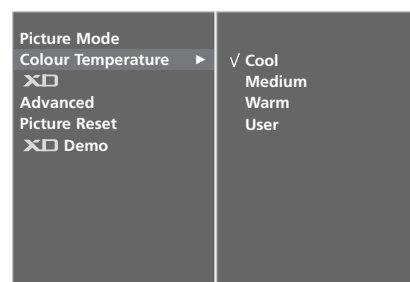 Picture Mode
Colour Temperature ►
XD
Advanced
Picture Reset
XD Demo
√ Cool
Medium
Warm
User